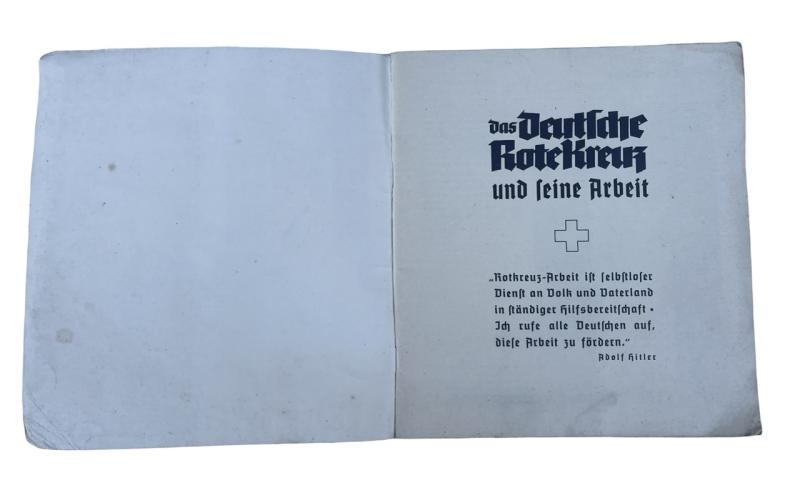 das Deutsche
Rote Kreuz
und seine Arbeit
„Rotkreuz-Arbeit ist selbstloser
Dienst an Volk und Vaterland
in ständiger Hilfsbereitschaft •
Ich rufe alle Deutschen auf,
diese Arbeit zu fördern.“
Adolf Hitler